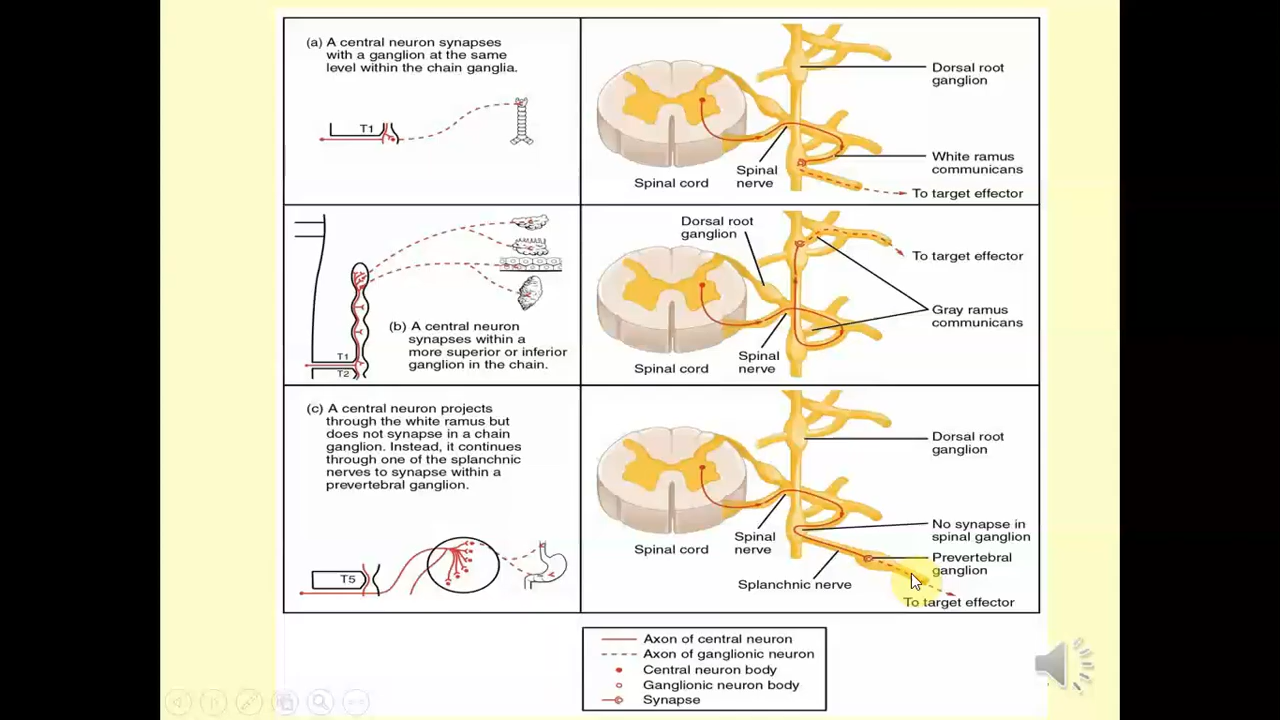 (a) A central neuron synapses
with a ganglion at the same
level within the chain ganglia.
T1
Dorsal root
ganglion
White ramus
communicans
Spinal
nerve
Spinal cord
To target effector
T1
T2
(b) A central neuron
synapses within a
more superior or inferior
ganglion in the chain.
Dorsal root
ganglion
To target effector
Gray ramus
communicans
Spinal
nerve
Spinal cord
(c) A central neuron projects
through the white ramus but
does not synapse in a chain
ganglion. Instead, it continues
through one of the splanchnic
nerves to synapse within a
prevertebral ganglion.
T5
Dorsal root
ganglion
No synapse in
spinal ganglion
Spinal
nerve
Spinal cord
Prevertebral
ganglion
Splanchnic nerve
To target effector
Axon of central neuron
Axon of ganglionic neuron
Central neuron body
Ganglionic neuron body
Synapse